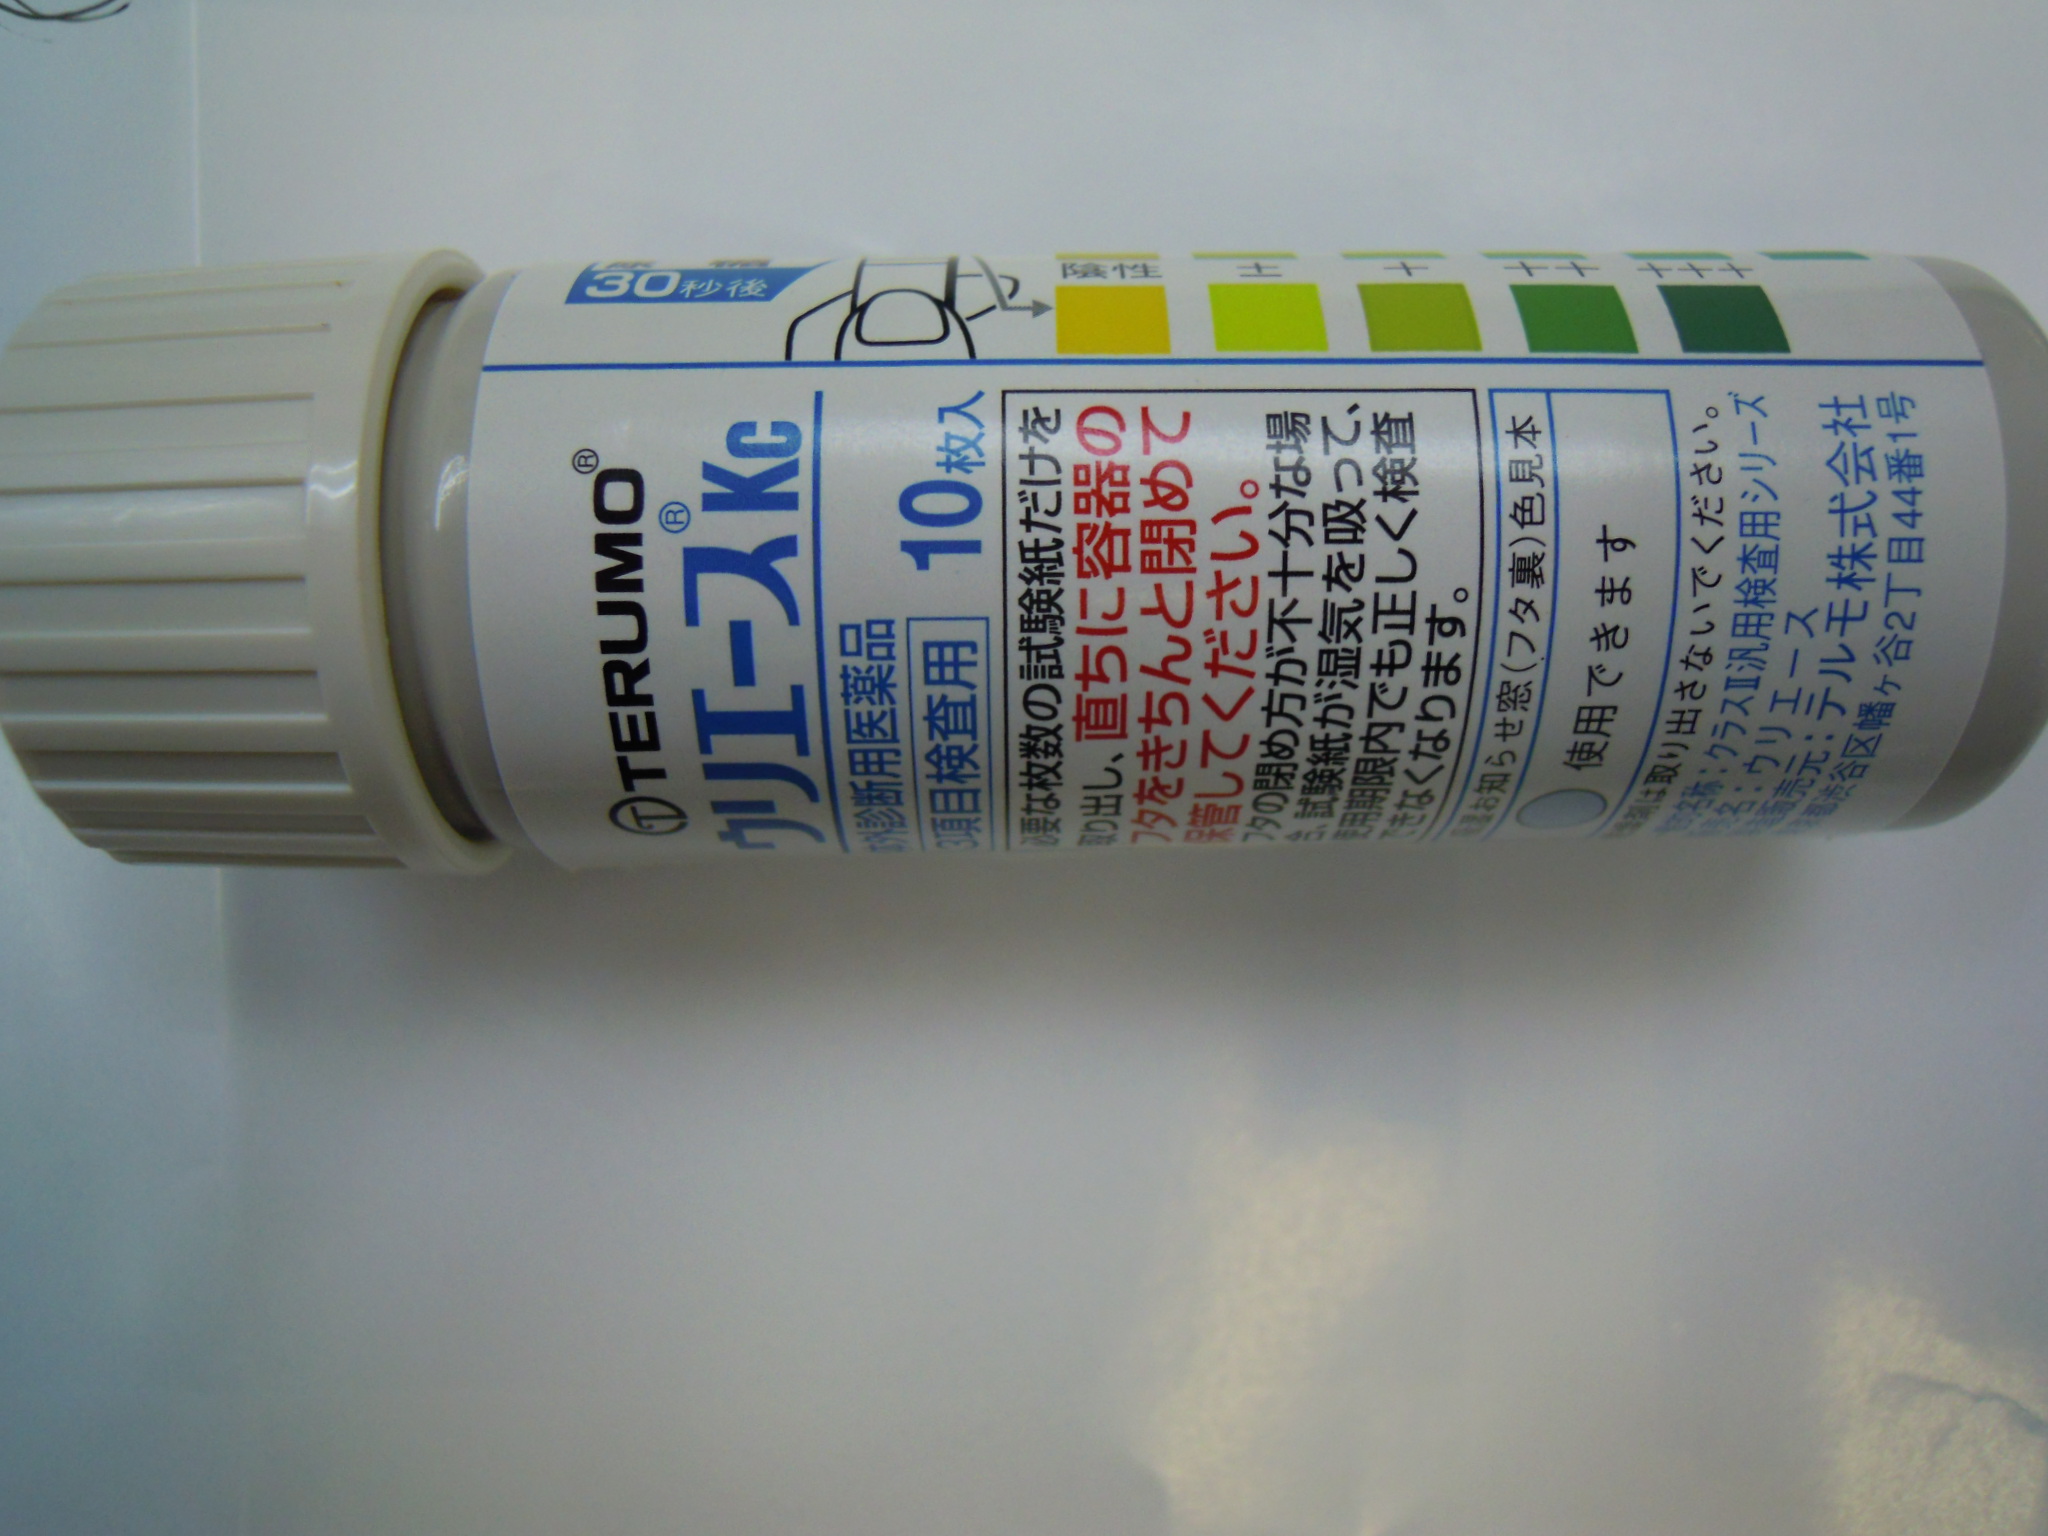 TERUMO®
ウリエース®Kc
体外診断用医薬品
3項目検査用 10枚入
必要な枚数の試験紙だけを
取り出し、直ちに容器の
フタをきちんと閉めて
保管してください。
フタの閉め方が不十分な場
合、試験紙が湿気を吸って、
使用期限内でも正しく検査
できなくなります。
お知らせ窓(フタ裏)色見本
使用できます
は取り出さないでください。
名称:クラスII汎用検査用シリーズ
名:ウリエース
販売元:テルモ株式会社
渋谷区幡ヶ谷2丁目44番1号
30秒後
陰性
±
+
++
+++